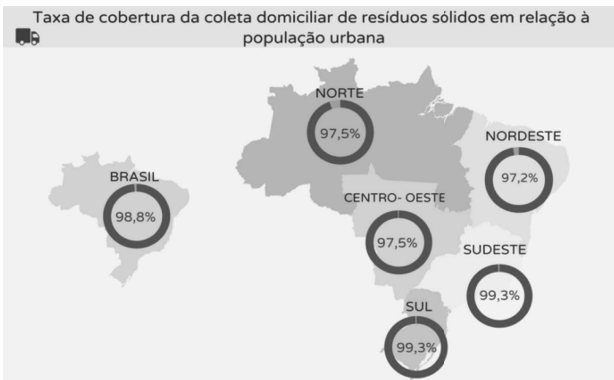 Taxa de cobertura da coleta domiciliar de resíduos sólidos em relação à
população urbana
NORTE
97,5%
NORDESTE
97,2%
BRASIL
98,8%
CENTRO- OESTE
97,5%
SUDESTE
99,3%
SUL
99,3%